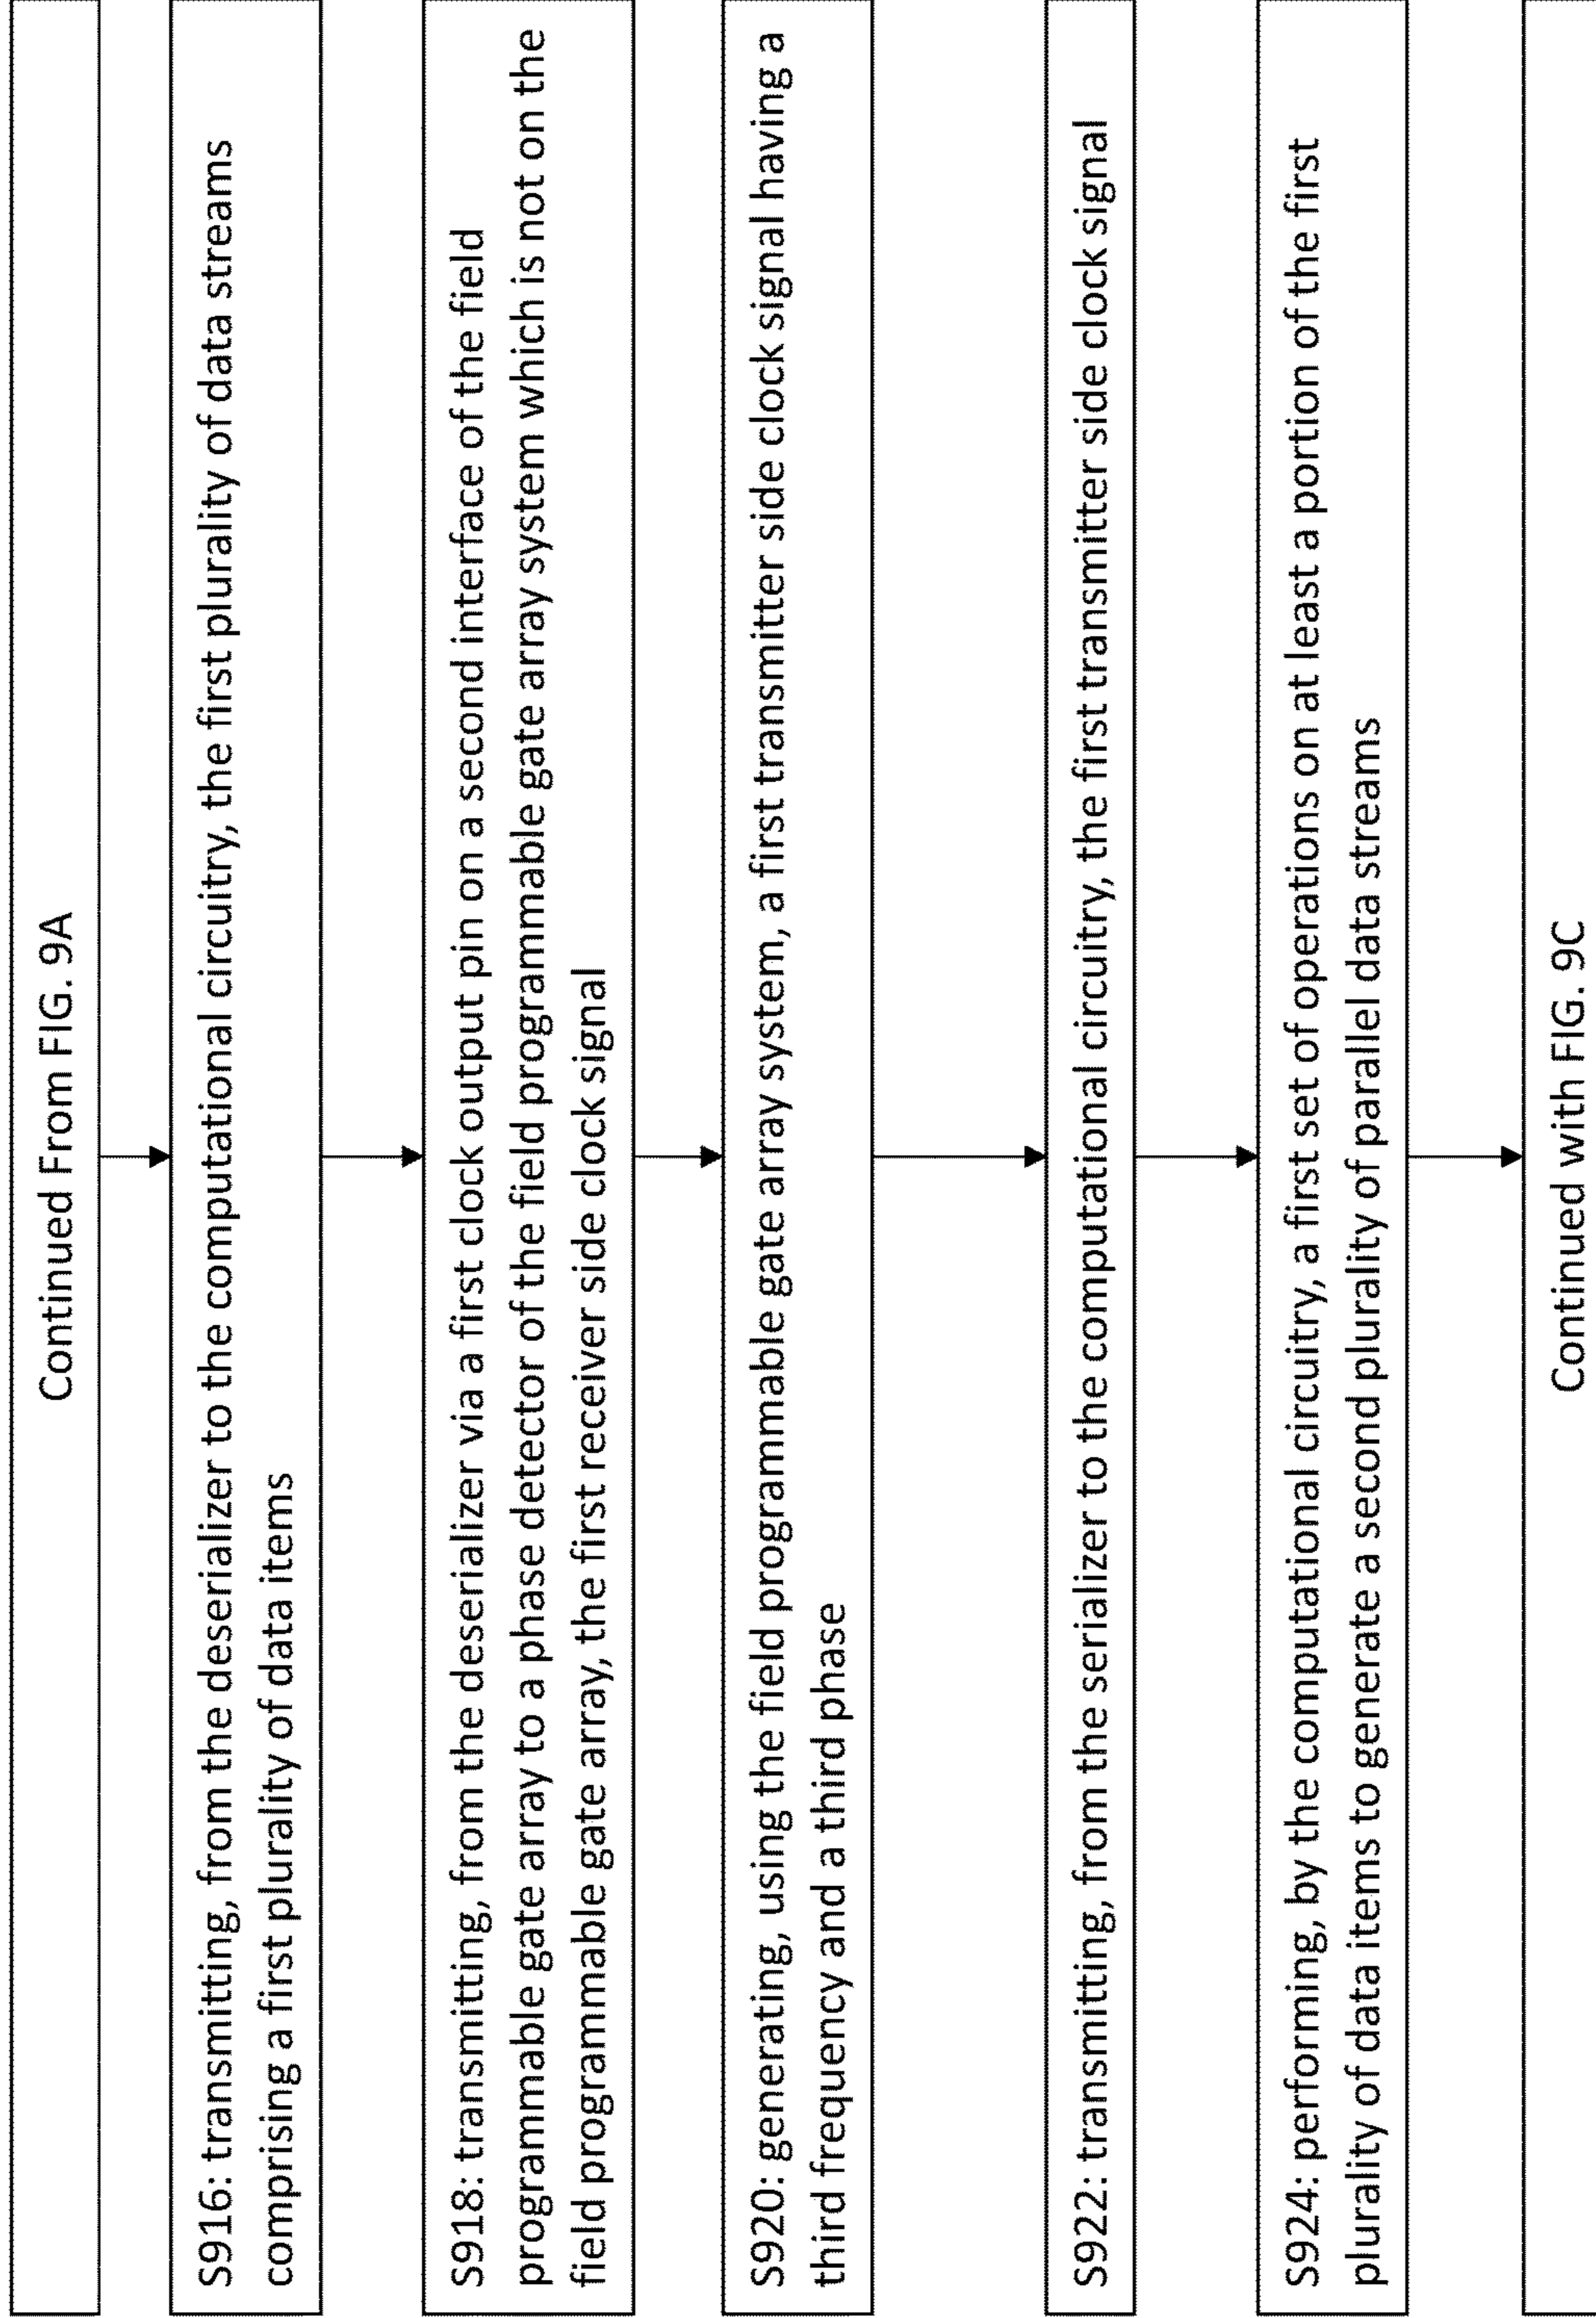 Continued From FIG. 9A
S916: transmitting, from the deserializer to the computational circuitry, the first plurality of data streams
comprising a first plurality of data items
S918: transmitting, from the deserializer via a first clock output pin on a second interface of the field
programmable gate array to a phase detector of the field programmable gate array system which is not on the
field programmable gate array, the first receiver side clock signal
S920: generating, using the field programmable gate array system, a first transmitter side clock signal having a
third frequency and a third phase
S922: transmitting, from the serializer to the computational circuitry, the first transmitter side clock signal
S924: performing, by the computational circuitry, a first set of operations on at least a portion of the first
plurality of data items to generate a second plurality of parallel data streams
Continued with FIG. 9C